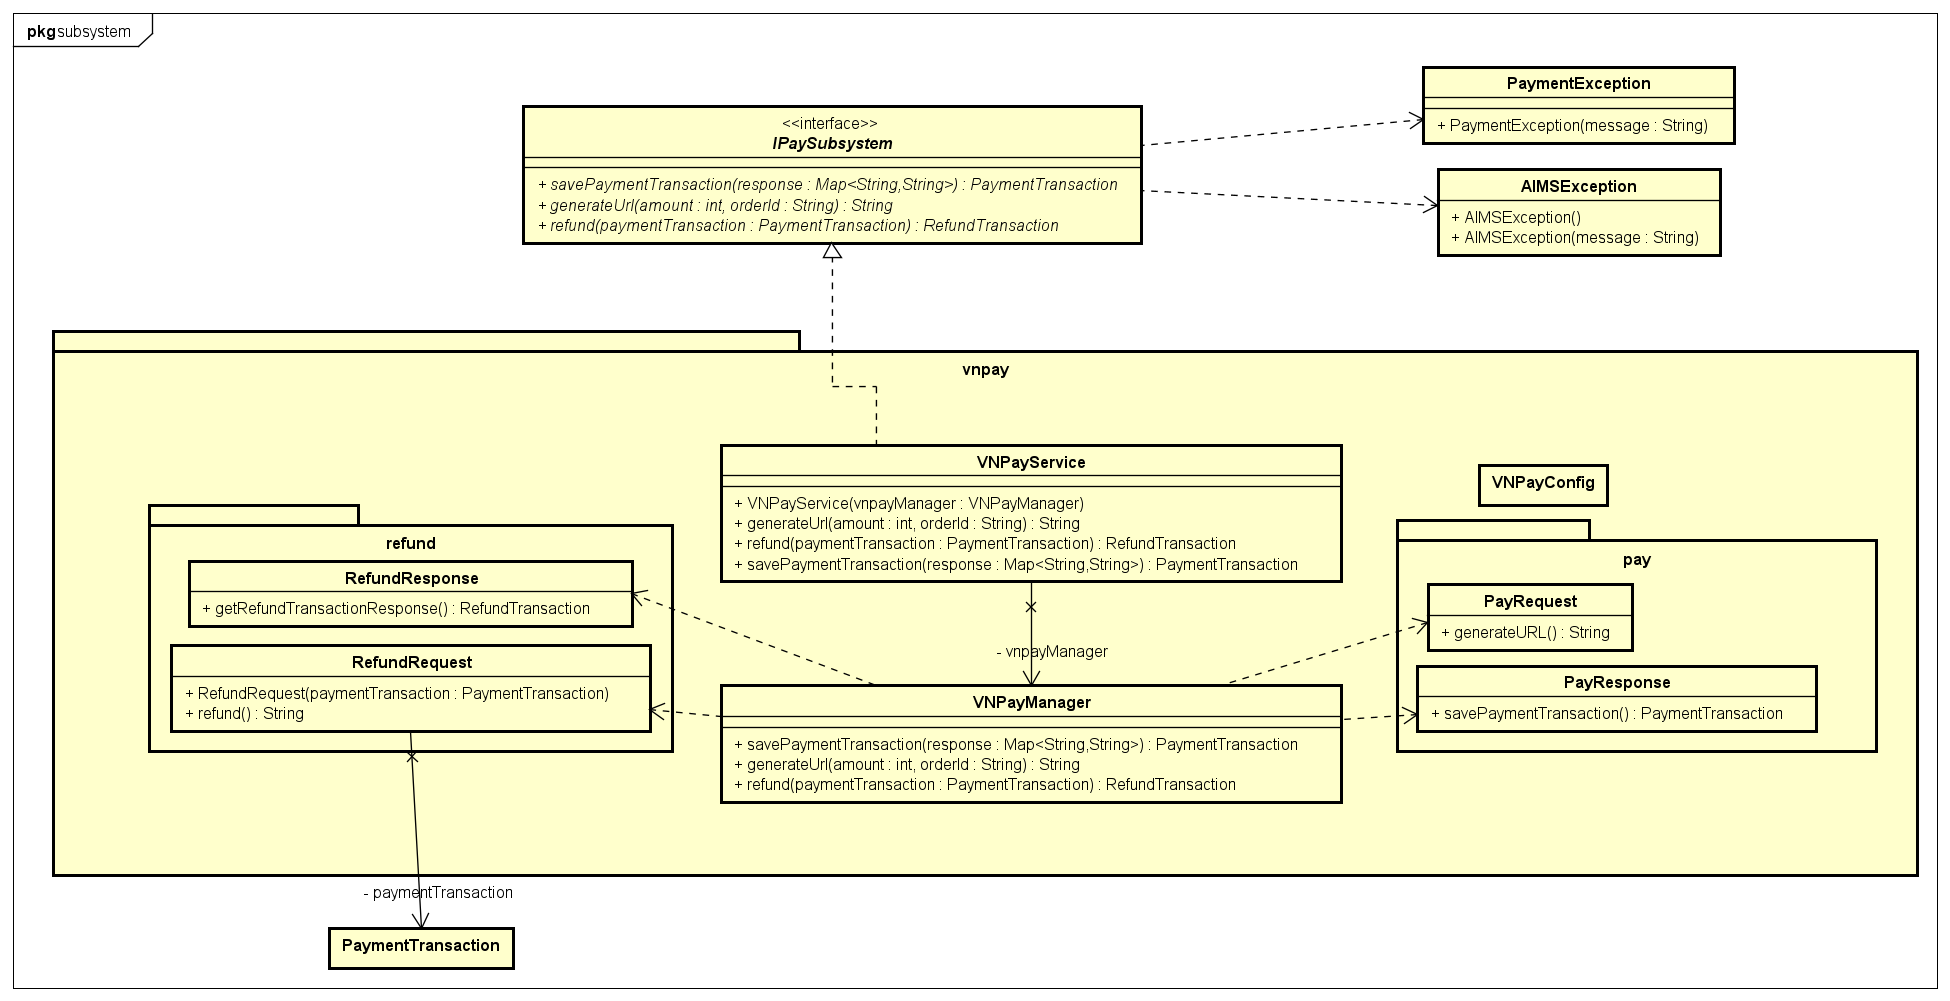 pkg subsystem
PaymentException
+ PaymentException(message : String)
<<interface>>
IPaySubsystem
+ savePaymentTransaction(response : Map<String,String>) : PaymentTransaction
+ generateUrl(amount : int, orderId : String) : String
+ refund(paymentTransaction : PaymentTransaction) : RefundTransaction
AIMSException
+ AIMSException()
+ AIMSException(message : String)
vnpay
VNPayService
+ VNPayService(vnpayManager : VNPayManager)
+ generateUrl(amount : int, orderId : String) : String
+ refund(paymentTransaction : PaymentTransaction) : RefundTransaction
+ savePaymentTransaction(response : Map<String,String>) : PaymentTransaction
VNPayConfig
refund
RefundResponse
+ getRefundTransactionResponse() : RefundTransaction
RefundRequest
+ RefundRequest(paymentTransaction : PaymentTransaction)
+ refund() : String
pay
PayRequest
+ generateURL() : String
PayResponse
+ savePaymentTransaction() : PaymentTransaction
- vnpayManager
VNPayManager
+ savePaymentTransaction(response : Map<String,String>) : PaymentTransaction
+ generateUrl(amount : int, orderId : String) : String
+ refund(paymentTransaction : PaymentTransaction) : RefundTransaction
- paymentTransaction
PaymentTransaction